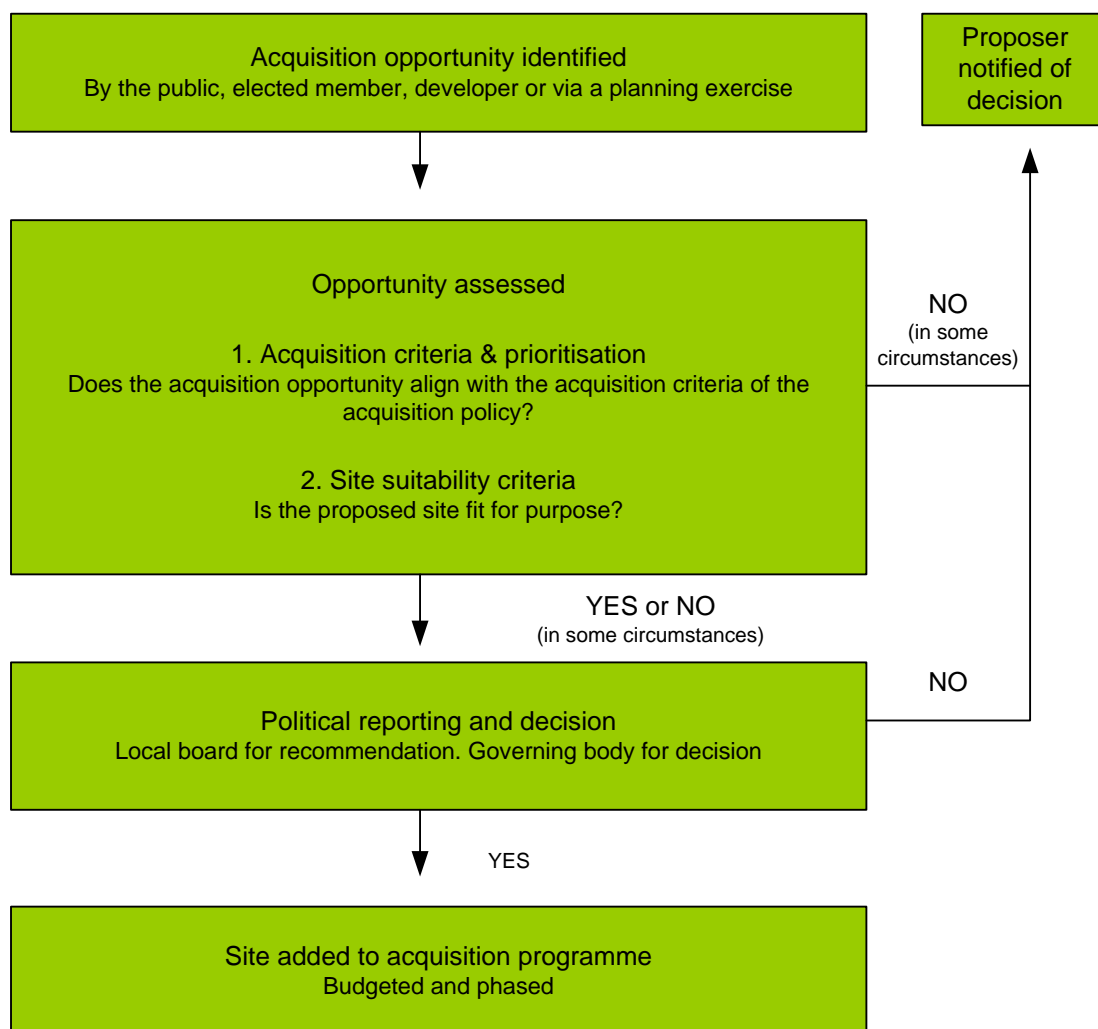 Acquisition opportunity identified
By the public, elected member, developer or via a planning exercise
Proposer
notified of
decision
Opportunity assessed
1. Acquisition criteria & prioritisation
Does the acquisition opportunity align with the acquisition criteria of the
acquisition policy?
2. Site suitability criteria
Is the proposed site fit for purpose?
NO
(in some
circumstances)
YES or NO
(in some circumstances)
Political reporting and decision
Local board for recommendation. Governing body for decision
NO
YES
Site added to acquisition programme
Budgeted and phased